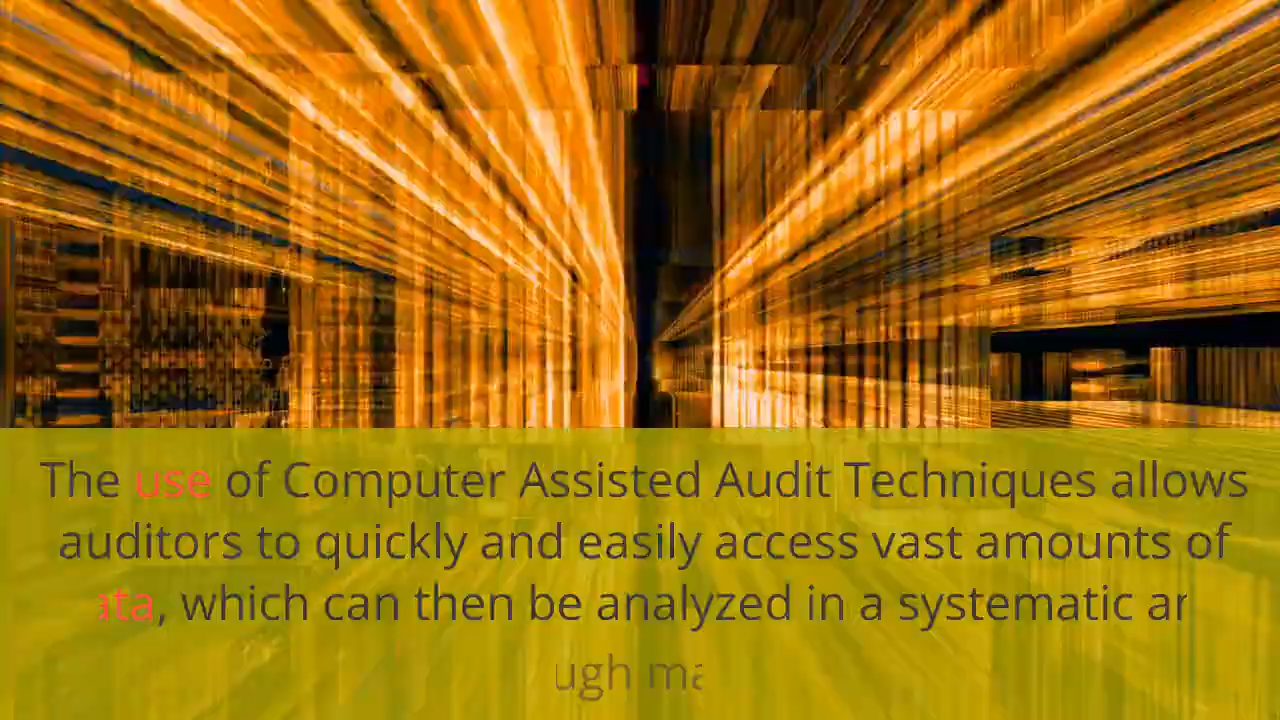 The use of Computer Assisted Audit Techniques allows
auditors to quickly and easily access vast amounts of
ata, which can then be analyzed in a systematic ar
ugh ma